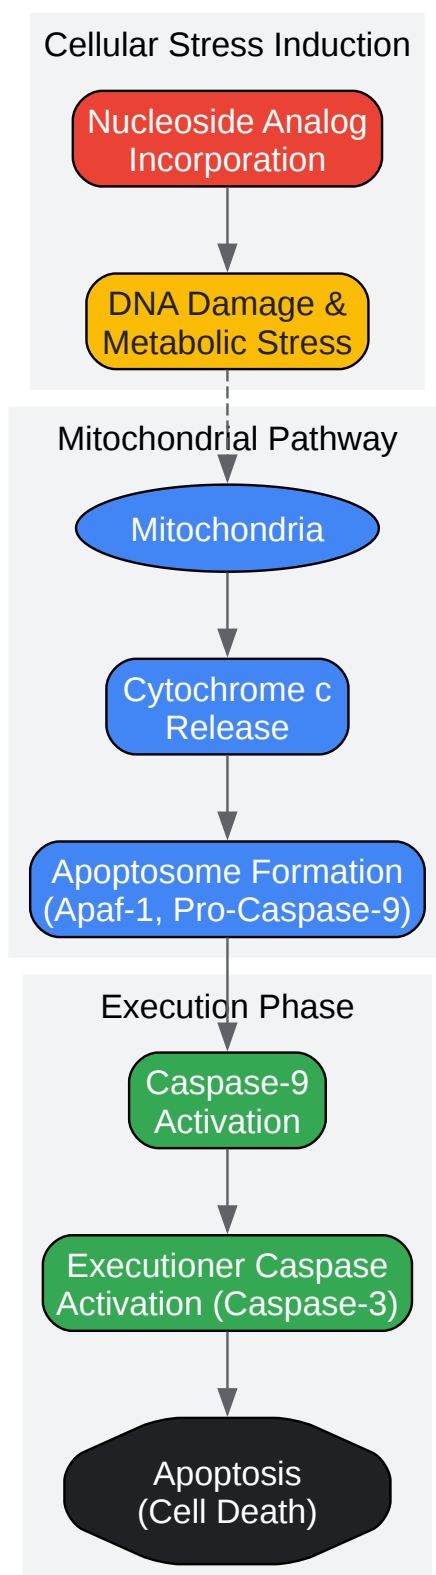 Cellular Stress Induction
Nucleoside Analog
Incorporation
DNA Damage &
Metabolic Stress
Mitochondrial Pathway
Mitochondria
Cytochrome c
Release
Apoptosome Formation
(Apaf-1, Pro-Caspase-9)
Execution Phase
Caspase-9
Activation
Executioner Caspase
Activation (Caspase-3)
Apoptosis
(Cell Death)